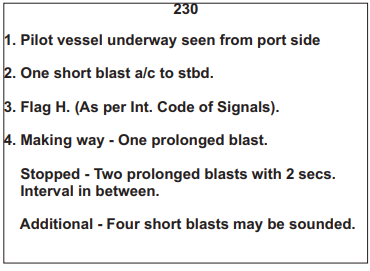 230
1. Pilot vessel underway seen from port side
2. One short blast a/c to stbd.
3. Flag H. (As per Int. Code of Signals).
4. Making way - One prolonged blast.
Stopped - Two prolonged blasts with 2 secs.
Interval in between.
Additional - Four short blasts may be sounded.